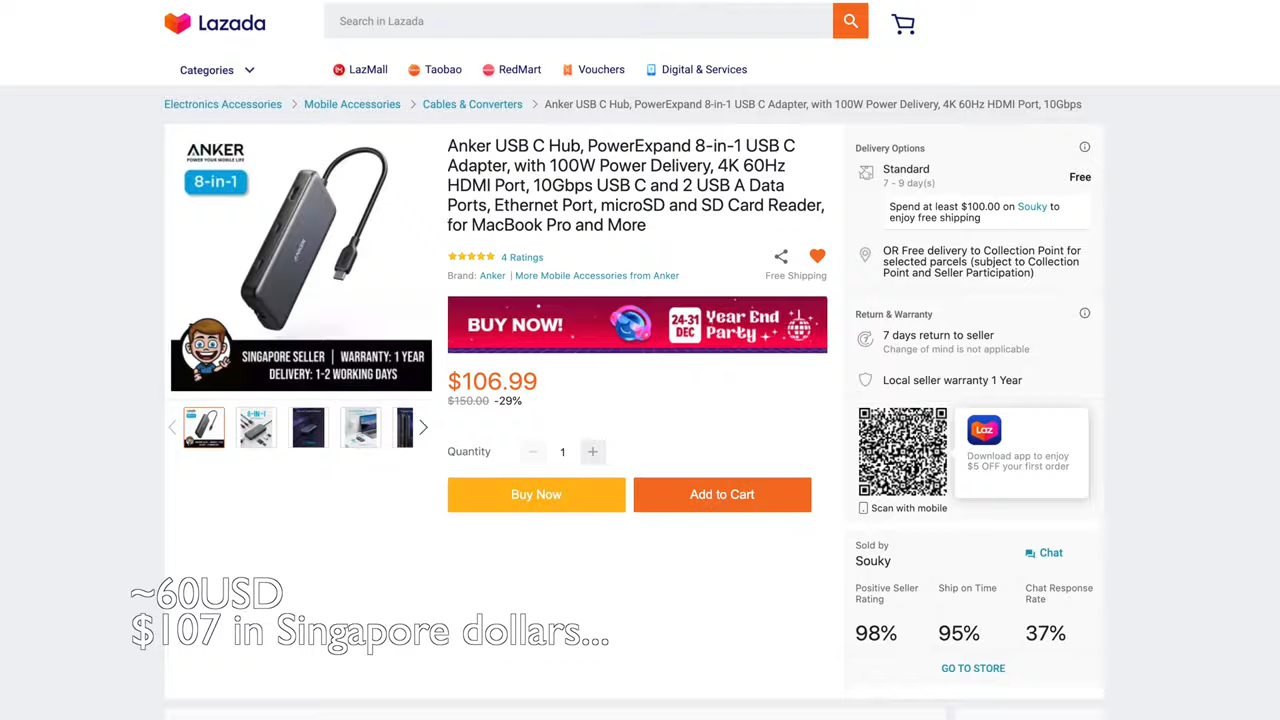 Lazada
Search in Lazada
Categories
LazMall
Taobao
RedMart
Vouchers
Digital & Services
Electronics Accessories
Mobile Accessories
Cables & Converters
Anker USB C Hub, PowerExpand 8-in-1 USB C Adapter, with 100W Power Delivery, 4K 60Hz HDMI Port, 10Gbps
ANKER
POWER YOUR MOBILE LIFE
8-in-1
ANKER
SINGAPORE SELLER | WARRANTY: 1 YEAR
DELIVERY: 1-2 WORKING DAYS
8-IN-1
Anker USB C Hub, PowerExpand 8-in-1 USB C
Adapter, with 100W Power Delivery, 4K 60Hz
HDMI Port, 10Gbps USB C and 2 USB A Data
Ports, Ethernet Port, microSD and SD Card Reader,
for MacBook Pro and More
4 Ratings
Brand: Anker | More Mobile Accessories from Anker
Free Shipping
BUY NOW!
24-31
DEC
Year End
Party
$106.99
$150.00 -29%
Quantity
1
Buy Now
Add to Cart
Delivery Options
Standard
7 - 9 day(s)
Free
Spend at least $100.00 on Souky to
enjoy free shipping
OR Free delivery to Collection Point for
selected parcels (subject to Collection
Point and Seller Participation)
Return & Warranty
7 days return to seller
Change of mind is not applicable
Local seller warranty 1 Year
Laz
Download app to enjoy
$5 OFF your first order
Scan with mobile
Sold by
Souky
Chat
Positive Seller
Rating
Ship on Time
Chat Response
Rate
98%
95%
37%
GO TO STORE
~60USD
$107 in Singapore dollars...